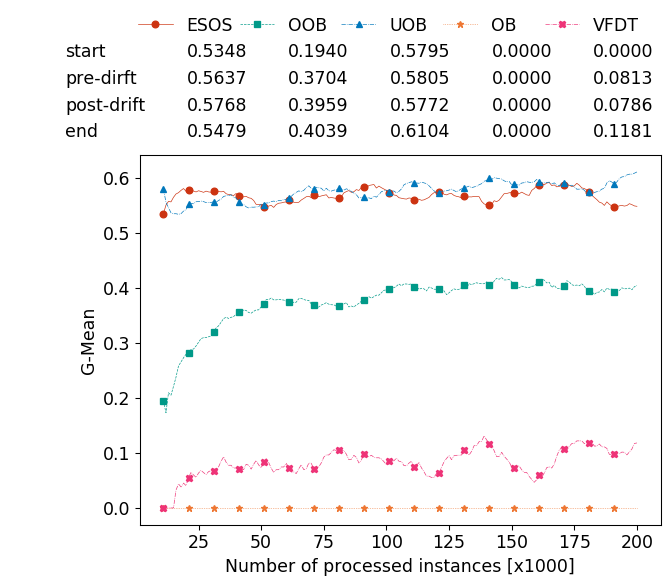 ESOS OOB UOB OB VFDT
start 0.5348 0.1940 0.5795 0.0000 0.0000
pre-dirft 0.5637 0.3704 0.5805 0.0000 0.0813
post-drift 0.5768 0.3959 0.5772 0.0000 0.0786
end 0.5479 0.4039 0.6104 0.0000 0.1181
0.6
0.5
0.4
0.3
0.2
0.1
0.0
G-Mean
25 50 75 100 125 150 175 200
Number of processed instances [x1000]